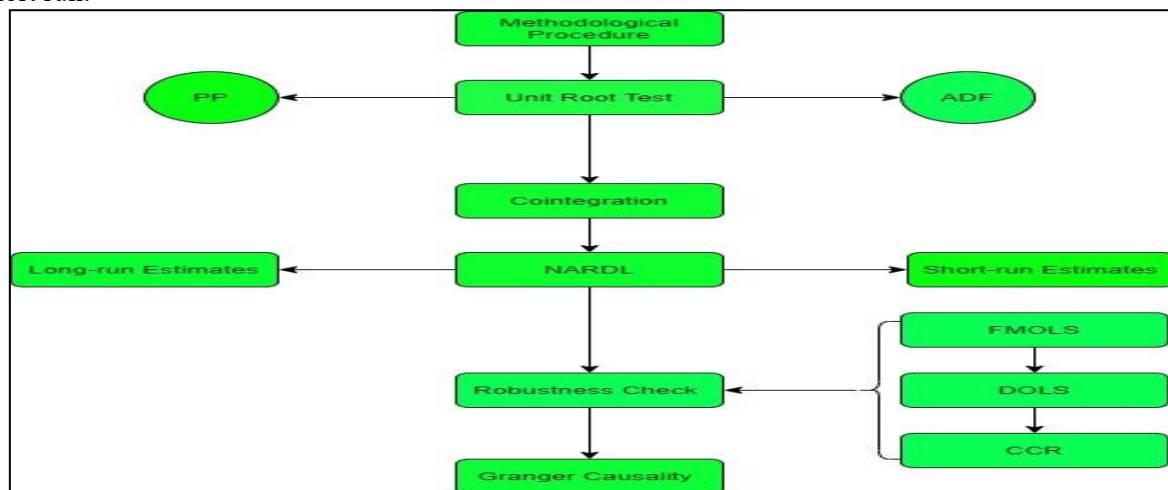 Methodological
Procedure
PP
Unit Root Test
ADF
Cointegration
Long-run Estimates
NARDL
Short-run Estimates
FMOLS
Robustness Check
DOLS
CCR
Granger Causality